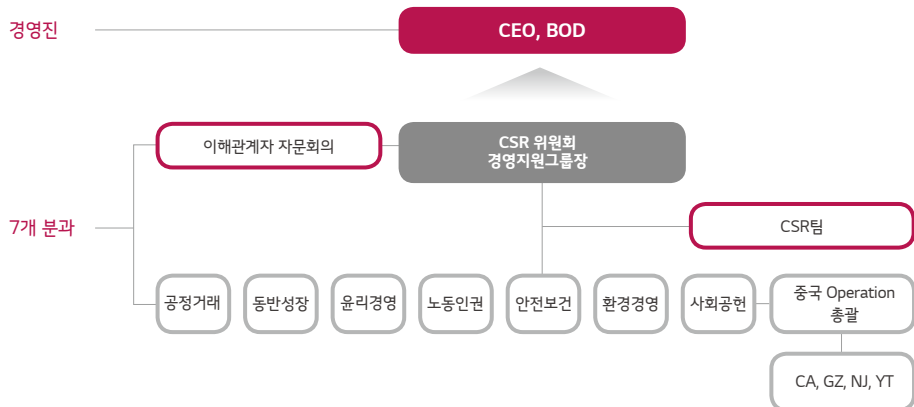 경영진
CEO, BOD
이해관계자 자문회의
CSR 위원회
경영지원그룹장
7개 분과
CSR팀
공정거래
동반성장
윤리경영
노동인권
안전보건
환경경영
사회공헌
중국 Operation
총괄
CA, GZ, NJ, YT